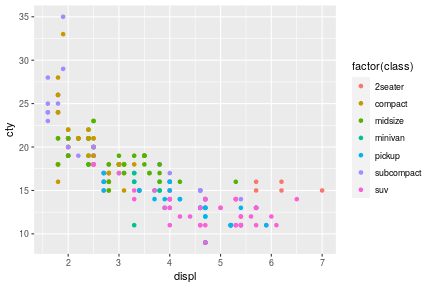 35
30
25
20
15
10
cty
2
3
4
5
6
7
displ
factor(class)
2seater
compact
midsize
minivan
pickup
subcompact
suv